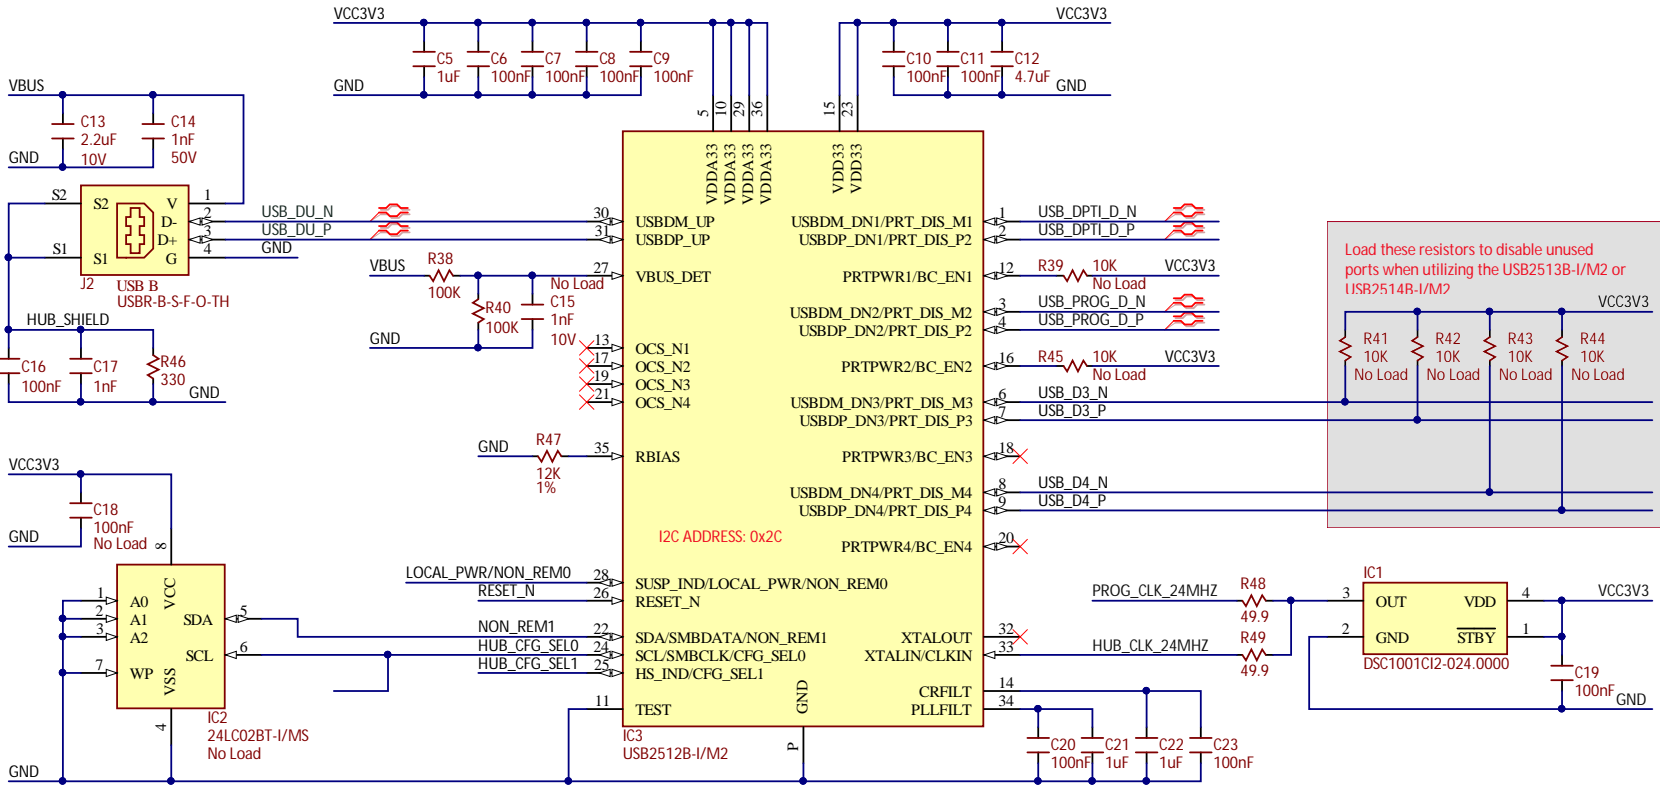 VCC3V3
C5
1uF
C6
100nF
C7
100nF
C8
100nF
C9
100nF
GND
VCC3V3
C10
100nF
C11
100nF
C12
4.7uF
GND
VBUS
C13
2.2uF
10V
C14
1nF
50V
GND
S2
S1
S2
S1
V
D-
D+
G
1
2
3
4
J2
USB B
USBR-B-S-F-O-TH
USB_DU_N
USB_DU_P
GND
HUB_SHIELD
C16
100nF
C17
1nF
R46
330
GND
VBUS
R38
100K
R40
100K
No Load
C15
1nF
10V
GND
GND
R47
12K
1%
5
10
29
36
15
23
VDDA33
VDDA33
VDDA33
VDDA33
VDD33
VDD33
30 USBDM_UP
31 USBDP_UP
27 VBUS_DET
13 OCS_N1
17 OCS_N2
19 OCS_N3
21 OCS_N4
35 RBIAS
I2C ADDRESS: 0x2C
LOCAL_PWR/NON_REM0 28 SUSP_IND/LOCAL_PWR/NON_REM0
RESET_N 26 RESET_N
NON_REM1 22 SDA/SMBDATA/NON_REM1
HUB_CFG_SEL0 24 SCL/SMBCLK/CFG_SEL0
HUB_CFG_SEL1 25 HS_IND/CFG_SEL1
11 TEST
GND
P
IC3
USB2512B-I/M2
USBDM_DN1/PRT_DIS_M1 1 USB_DPTI_D_N
USBDP_DN1/PRT_DIS_P2 2 USB_DPTI_D_P
PRTPWR1/BC_EN1 12 R39 10K VCC3V3
No Load
USBDM_DN2/PRT_DIS_M2 3 USB_PROG_D_N
USBDP_DN2/PRT_DIS_P2 4 USB_PROG_D_P
PRTPWR2/BC_EN2 16 R45 10K VCC3V3
No Load
USBDM_DN3/PRT_DIS_M3 6 USB_D3_N
USBDP_DN3/PRT_DIS_P3 7 USB_D3_P
PRTPWR3/BC_EN3 18
USBDM_DN4/PRT_DIS_M4 8 USB_D4_N
USBDP_DN4/PRT_DIS_P4 9 USB_D4_P
PRTPWR4/BC_EN4 20
XTALOUT 32
XTALIN/CLKIN 33 HUB_CLK_24MHZ
CRFILT 14
PLLFILT 34
Load these resistors to disable unused
ports when utilizing the USB2513B-I/M2 or
USB2514B-I/M2
VCC3V3
R41
10K
No Load
R42
10K
No Load
R43
10K
No Load
R44
10K
No Load
VCC3V3
C18
100nF
No Load
GND
8
VCC
1 A0
2 A1
3 A2
7 WP
SDA 5
SCL 6
VSS
4
IC2
24LC02BT-I/MS
No Load
GND
PROG_CLK_24MHZ
R48
49.9
R49
49.9
IC1
3 OUT
2 GND
VDD 4
STBY 1
DSC1001CI2-024.0000
VCC3V3
C19
100nF
GND
C20
100nF
C21
1uF
C22
1uF
C23
100nF